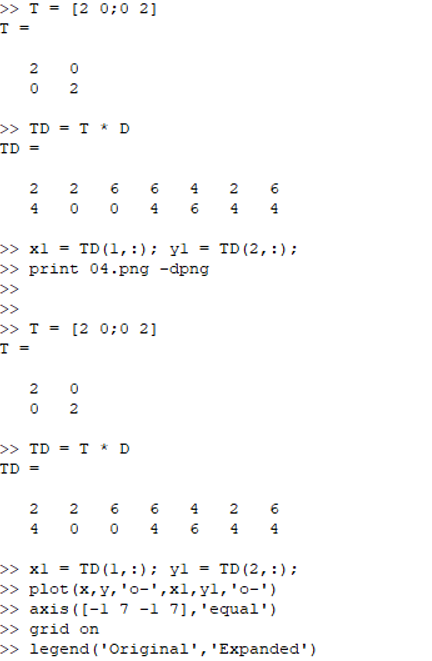 >> T = [2 0;0 2]
T =
2 0
0 2
>> TD = T * D
TD =
2 2 6 6 4 2 6
4 0 0 4 6 4 4
>> x1 = TD(1,:); y1 = TD(2,:);
>> print 04.png -dpng
>>
>>
>> T = [2 0;0 2]
T =
2 0
0 2
>> TD = T * D
TD =
2 2 6 6 4 2 6
4 0 0 4 6 4 4
>> x1 = TD(1,:); y1 = TD(2,:);
>> plot(x,y,'o-',x1,y1,'o-')
>> axis([-1 7 -1 7],'equal')
>> grid on
>> legend('Original','Expanded')